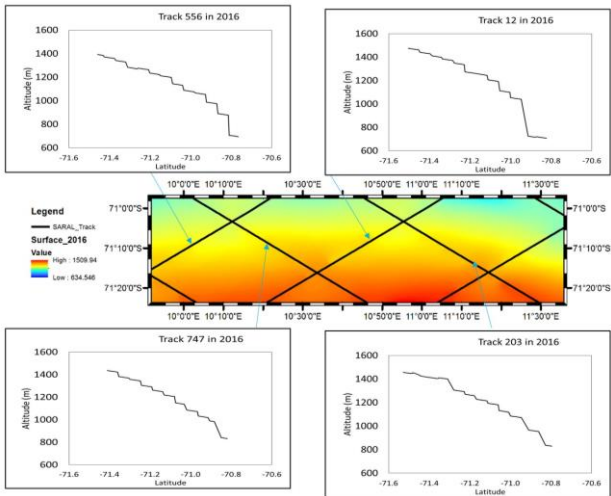 Track 556 in 2016
1600
1400
1200
1000
800
600
Altitude (m)
-71.6 -71.4 -71.2 -71.0 -70.8 -70.6
Latitude
Track 12 in 2016
1600
1400
1200
1000
800
600
Altitude (m)
-71.6 -71.4 -71.2 -71.0 -70.8 -70.6
Latitude
10°0'E 10°10'E 10°30'0"E 10°50'0"E 11°10'0"E 11°30'0"E
71°0'0"S 71°0'0"S
71°10'0"S 71°10'0"S
71°20'0"S 71°20'0"S
10°0'0"E 10°10'0"E 10°30'0"E 10°50'0"E 11°10'0"E 11°30'0"E
Legend
SARAL_Track
Surface_2016
Value
High : 1509.94
Low : 634.546
Track 747 in 2016
1600
1400
1200
1000
800
600
Altitude (m)
-71.6 -71.4 -71.2 -71.0 -70.8 -70.6
Latitude
Track 203 in 2016
1600
1400
1200
1000
800
600
Altitude (m)
-71.6 -71.4 -71.2 -71.0 -70.8 -70.6
Latitude